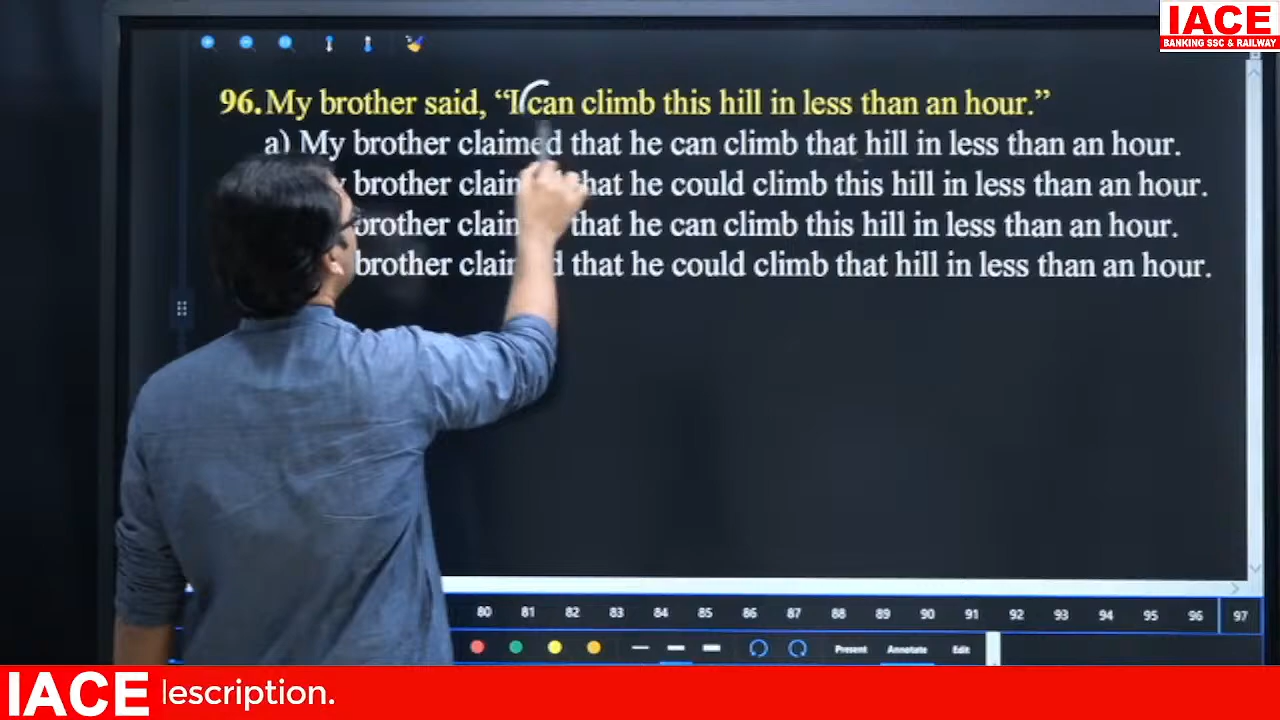 IACE
BANKING SSC & RAILWAY
96. My brother said, “I can climb this hill in less than an hour.”
a) My brother claimed that he can climb that hill in less than an hour.
brother that he could climb this hill in less than an hour.
brother that he can climb this hill in less than an hour.
brother that he could climb that hill in less than an hour.
80 81 82 83 84 85 86 87 88 89 90 91 92 93 94 95 96 97
Present Annotate Edit
IACE lescription.